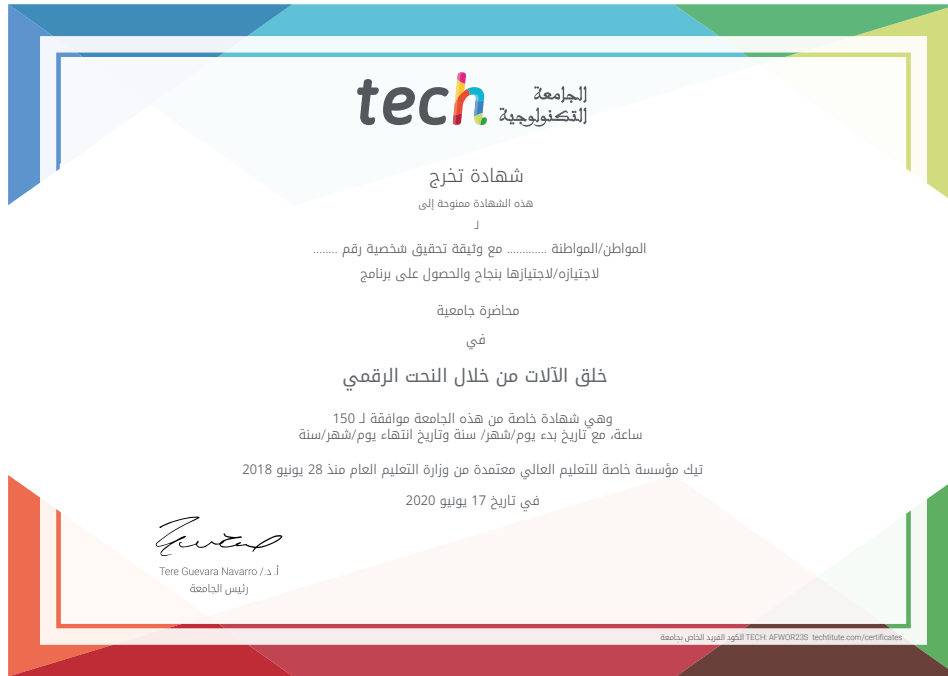 tech الجامعة
التكنولوجية
شهادة تخرج
هذه الشهادة ممنوحة إلى
لـ
المواطن/المواطنة ............. مع وثيقة تحقيق شخصية رقم ........
لاجتيازه/لاجتيازها بنجاح والحصول على برنامج
محاضرة جامعية
في
خلق الآلات من خلال النحت الرقمي
وهي شهادة خاصة من هذه الجامعة موافقة لـ 150
ساعة، مع تاريخ بدء يوم/شهر/ سنة وتاريخ انتهاء يوم/شهر/سنة
تيك مؤسسة خاصة للتعليم العالي معتمدة من وزارة التعليم العام منذ 28 يونيو 2018
في تاريخ 17 يونيو 2020
أ. د./ Tere Guevara Navarro
رئيس الجامعة
الكود الفريد الخاص بجامعة TECH: AFWOR23S techtitute.com/certificates